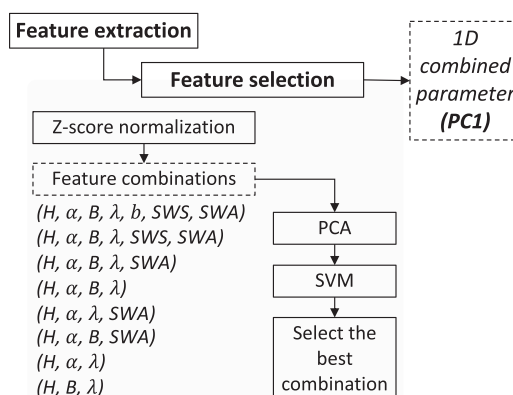 Feature extraction
Feature selection
1D
combined
parameter
(PC1)
Z-score normalization
Feature combinations
(H, α, B, λ, b, SWS, SWA)
(H, α, B, λ, SWS, SWA)
(H, α, B, λ, SWA)
(H, α, B, λ)
(H, α, λ, SWA)
(H, α, B, SWA)
(H, α, λ)
(H, B, λ)
PCA
SVM
Select the
best
combination